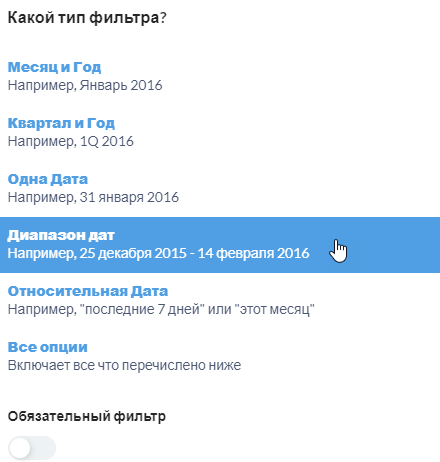 Какой тип фильтра?
Месяц и Год
Например, Январь 2016
Квартал и Год
Например, 1Q 2016
Одна Дата
Например, 31 января 2016
Диапазон дат
Например, 25 декабря 2015 - 14 февраля 2016
Относительная Дата
Например, "последние 7 дней" или "этот месяц"
Все опции
Включает все что перечислено ниже
Обязательный фильтр